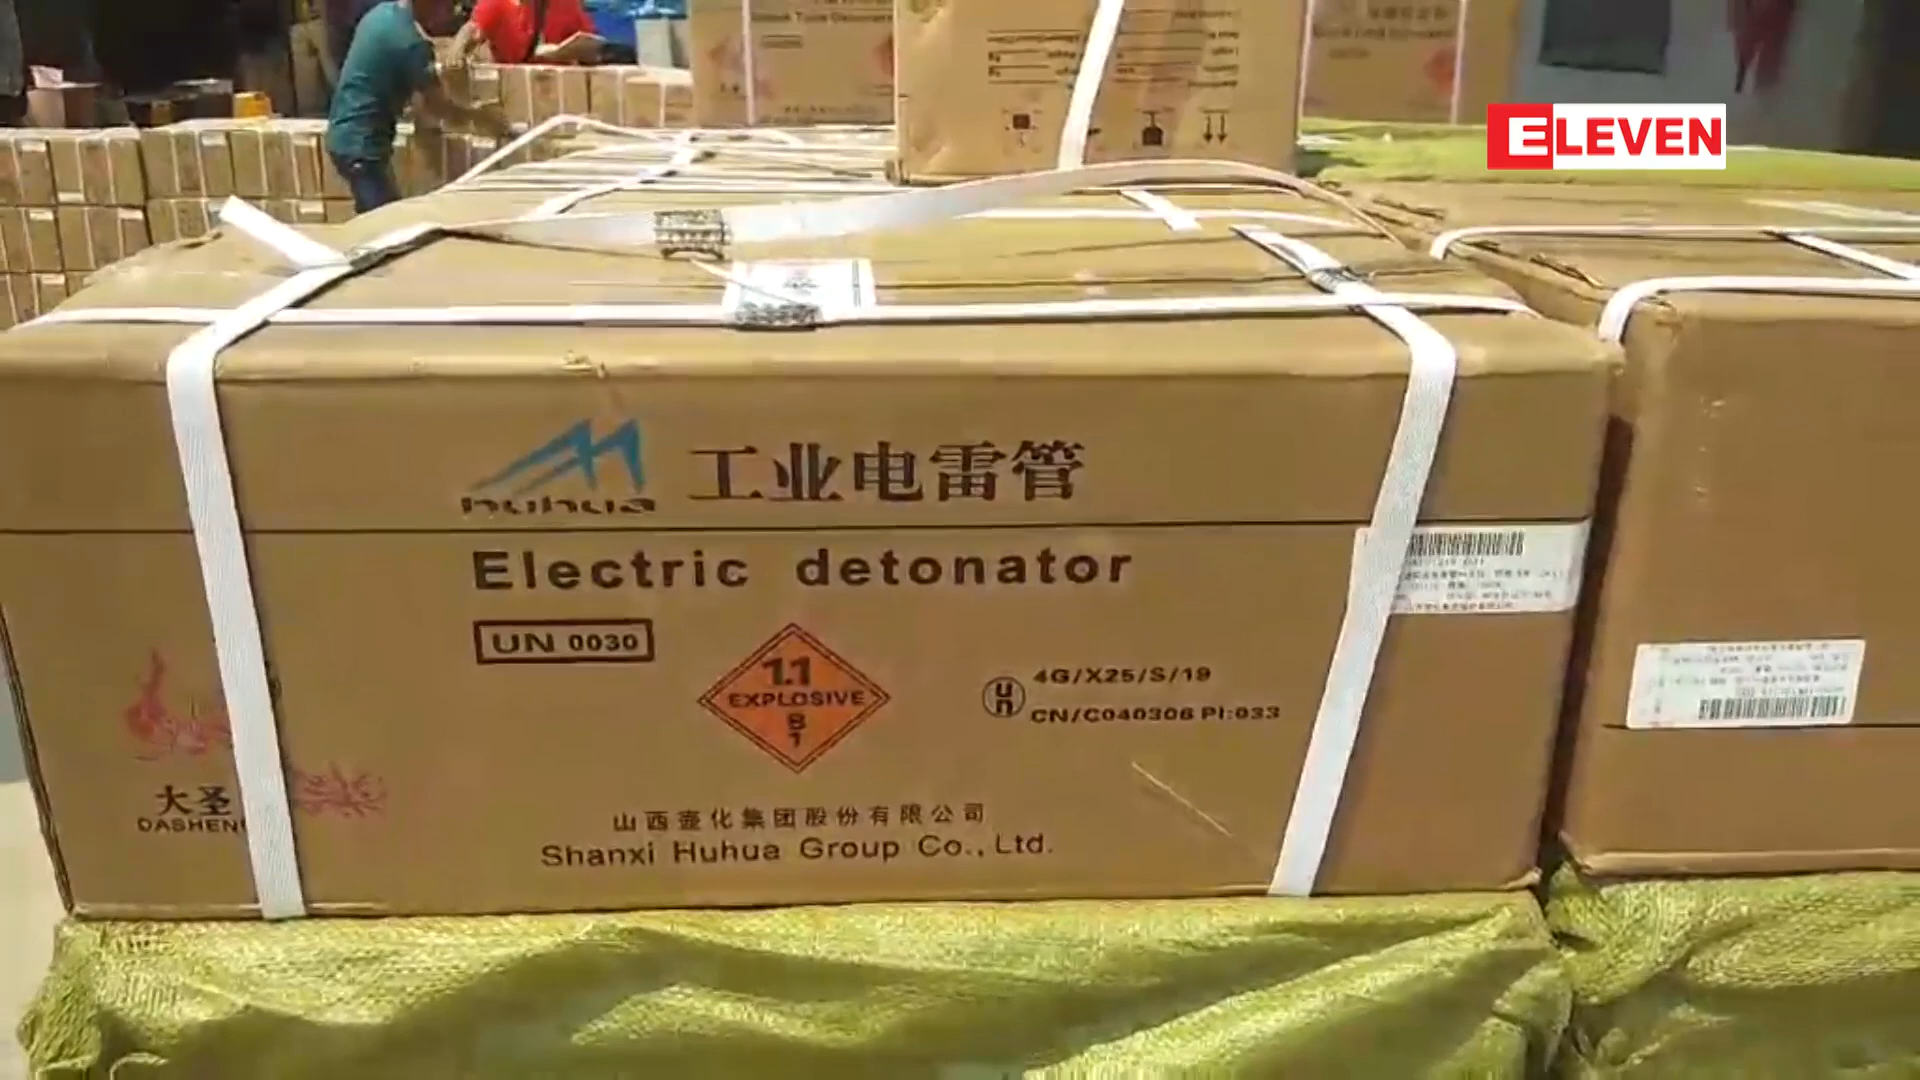 ELEVEN
huhua
工业电雷管
Electric detonator
UN 0030
1.1
EXPLOSIVE
B
1
un
4G/X25/S/19
CN/C040306 PI:033
大圣
DASHENG
山西壶化集团股份有限公司
Shanxi Huhua Group Co., Ltd.